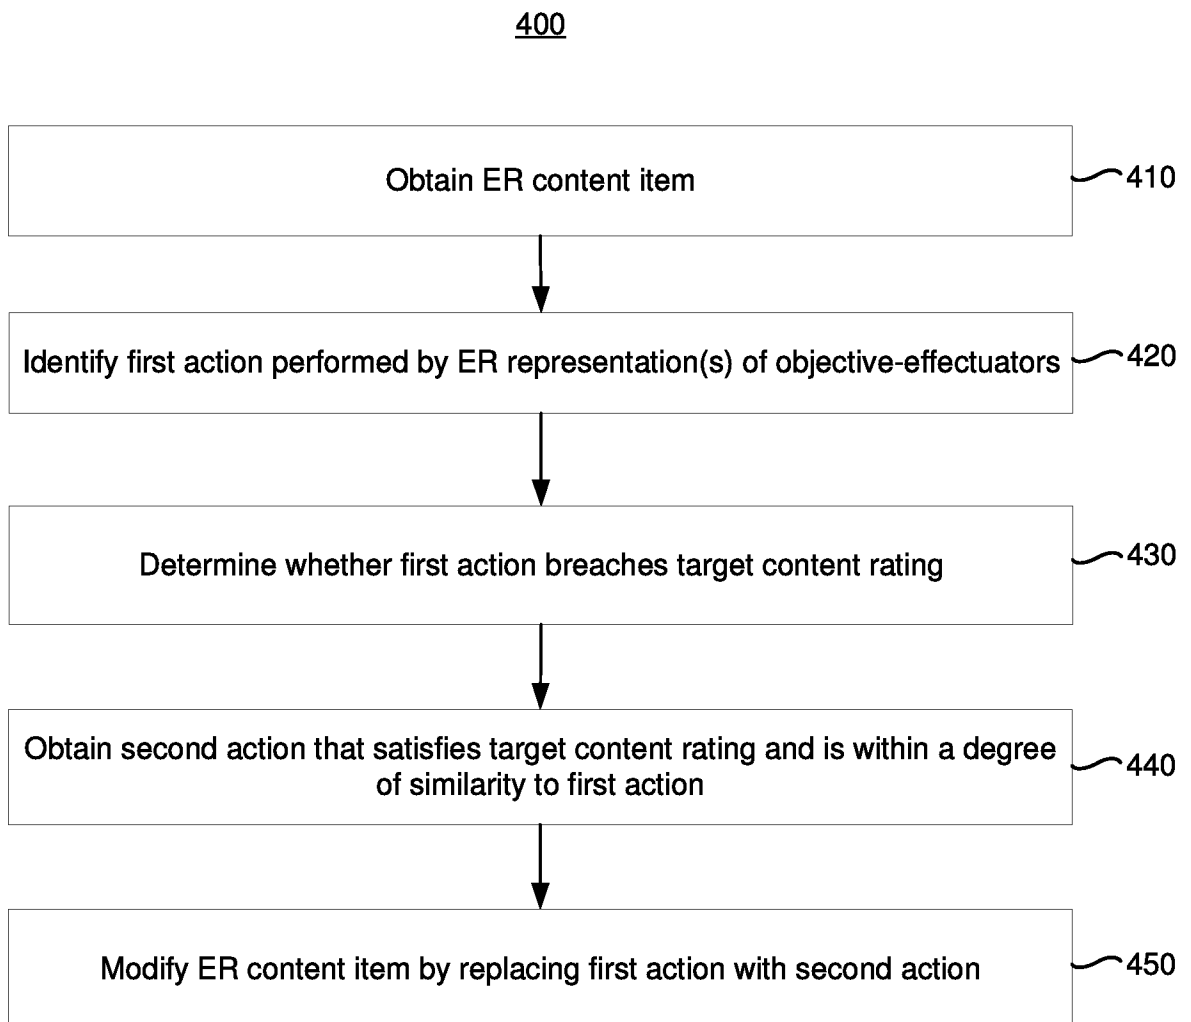 400
Obtain ER content item
410
Identify first action performed by ER representation(s) of objective-effectuators
420
Determine whether first action breaches target content rating
430
Obtain second action that satisfies target content rating and is within a degree
of similarity to first action
440
Modify ER content item by replacing first action with second action
450